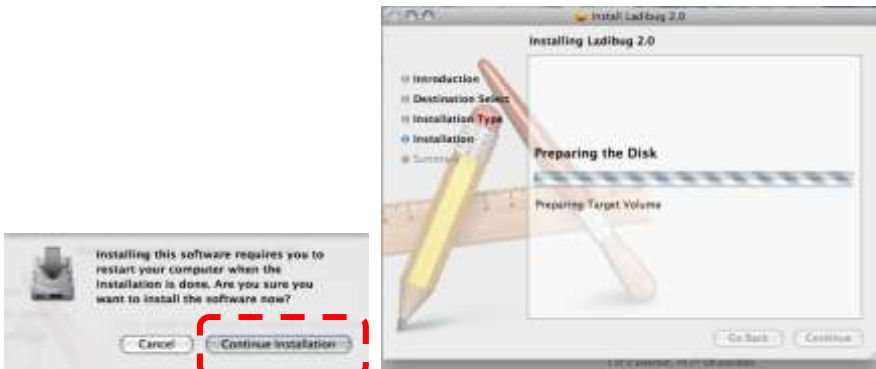 Installing this software requires you to
restart your computer when the
installation is done. Are you sure you
want to install the software now?
Cancel
Continue Installation
Install Ladibug 2.0
Installing Ladibug 2.0
Introduction
Destination Select
Installation Type
Installation
Summary
Preparing the Disk
Preparing Target Volume
Go Back
Continue